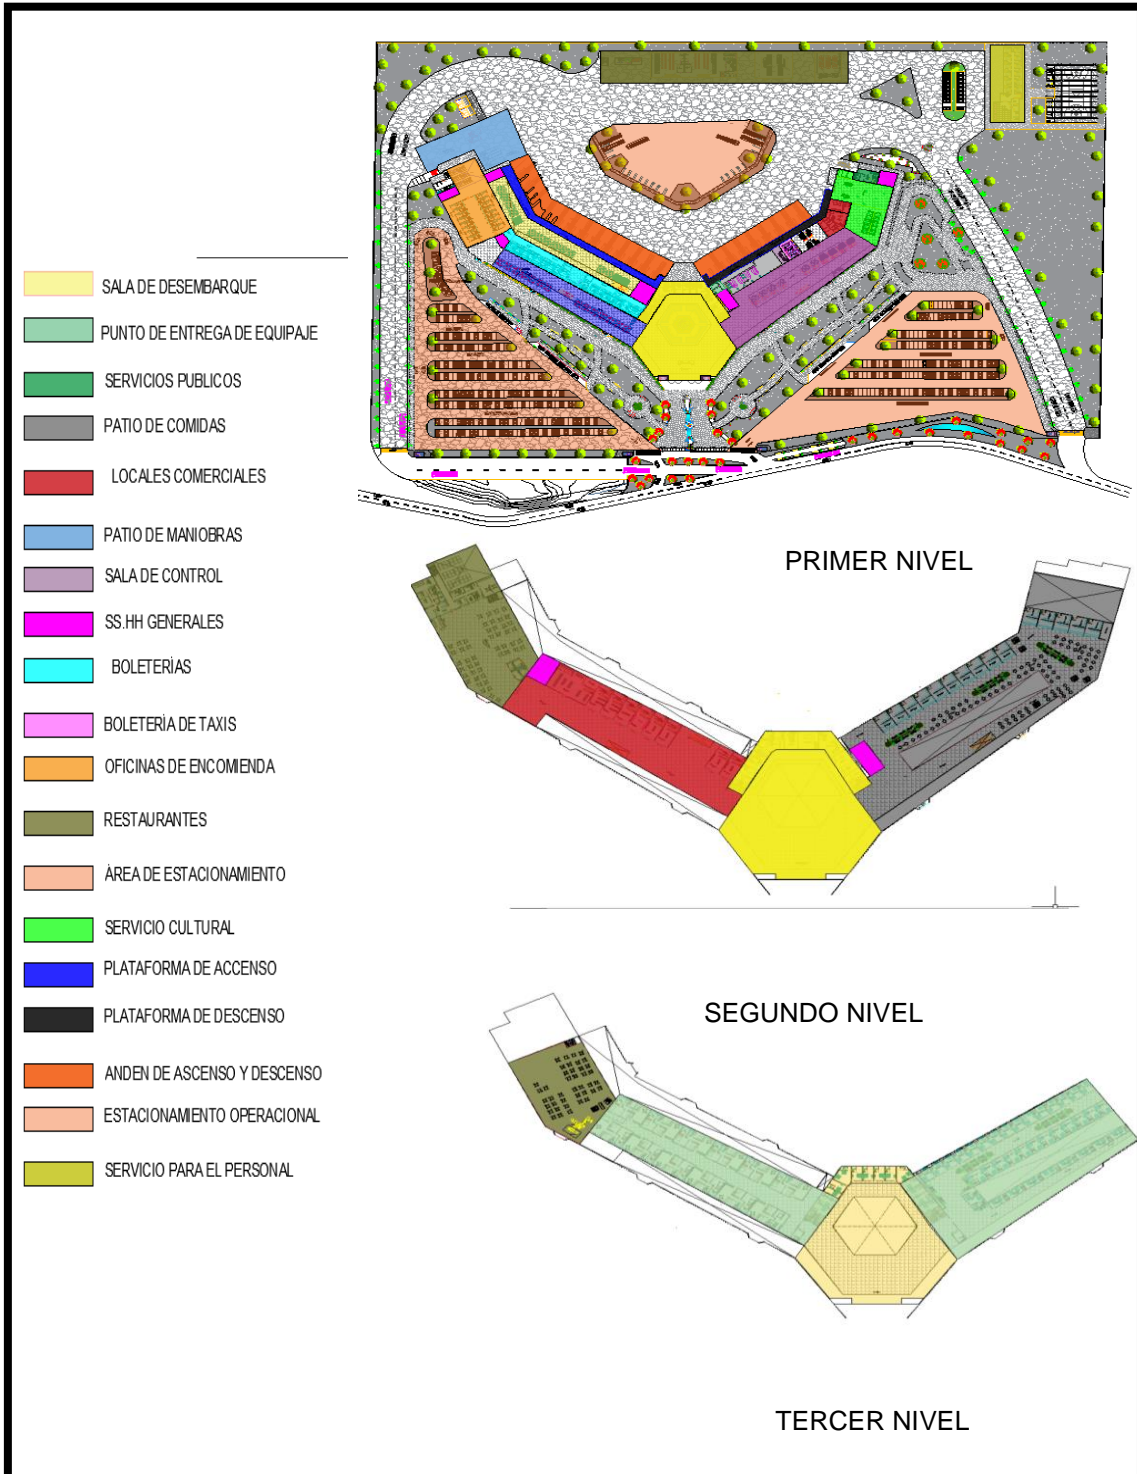 SALA DE DESEMBARQUE
PUNTO DE ENTREGA DE EQUIPAJE
SERVICIOS PUBLICOS
PATIO DE COMIDAS
LOCALES COMERCIALES
PATIO DE MANIOBRAS
SALA DE CONTROL
SS.HH GENERALES
BOLETERÌAS
BOLETERÌA DE TAXIS
OFICINAS DE ENCOMIENDA
RESTAURANTES
ÀREA DE ESTACIONAMIENTO
SERVICIO CULTURAL
PLATAFORMA DE ACCENSO
PLATAFORMA DE DESCENSO
ANDEN DE ASCENSO Y DESCENSO
ESTACIONAMIENTO OPERACIONAL
SERVICIO PARA EL PERSONAL
PRIMER NIVEL
SEGUNDO NIVEL
TERCER NIVEL